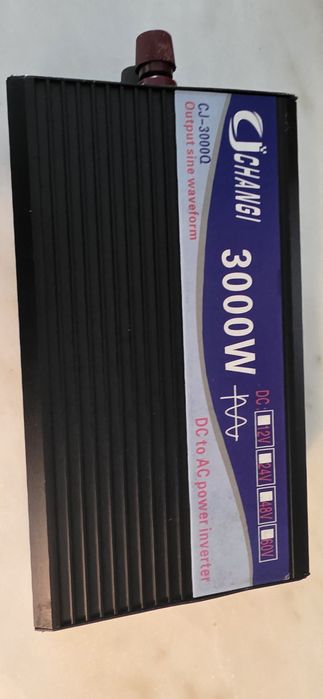 CHANGI
CJ-3000Q
Output sine waveform
3000W
DC: 12V 24V 48V 60V
DC to AC power inverter